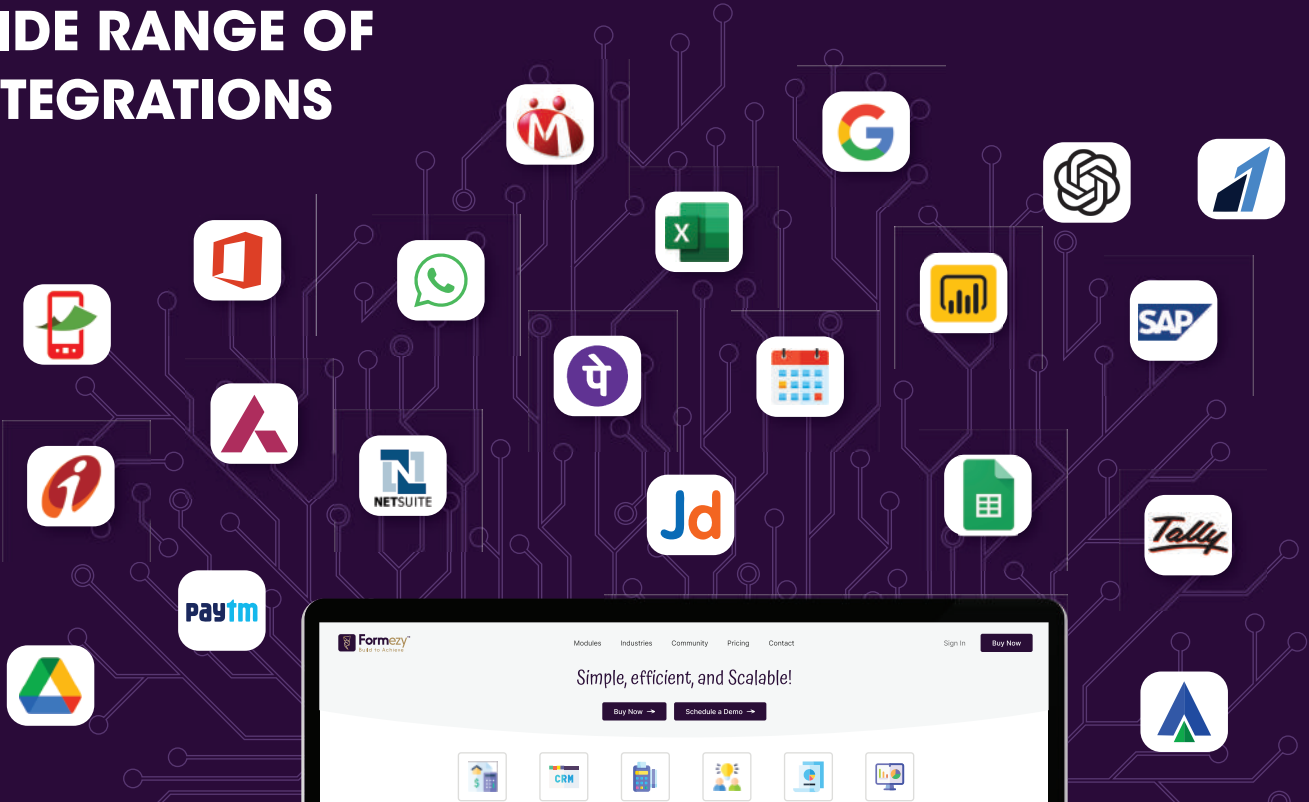 IDE RANGE OF
TEGRATIONS
M
G
X
SAP
पे
NETSUITE
Jd
Tally
paytm
Formezy™
Build to Achieve
Modules Industries Community Pricing Contact
Sign In Buy Now
Simple, efficient, and Scalable!
Buy Now → Schedule a Demo →
$ CRM